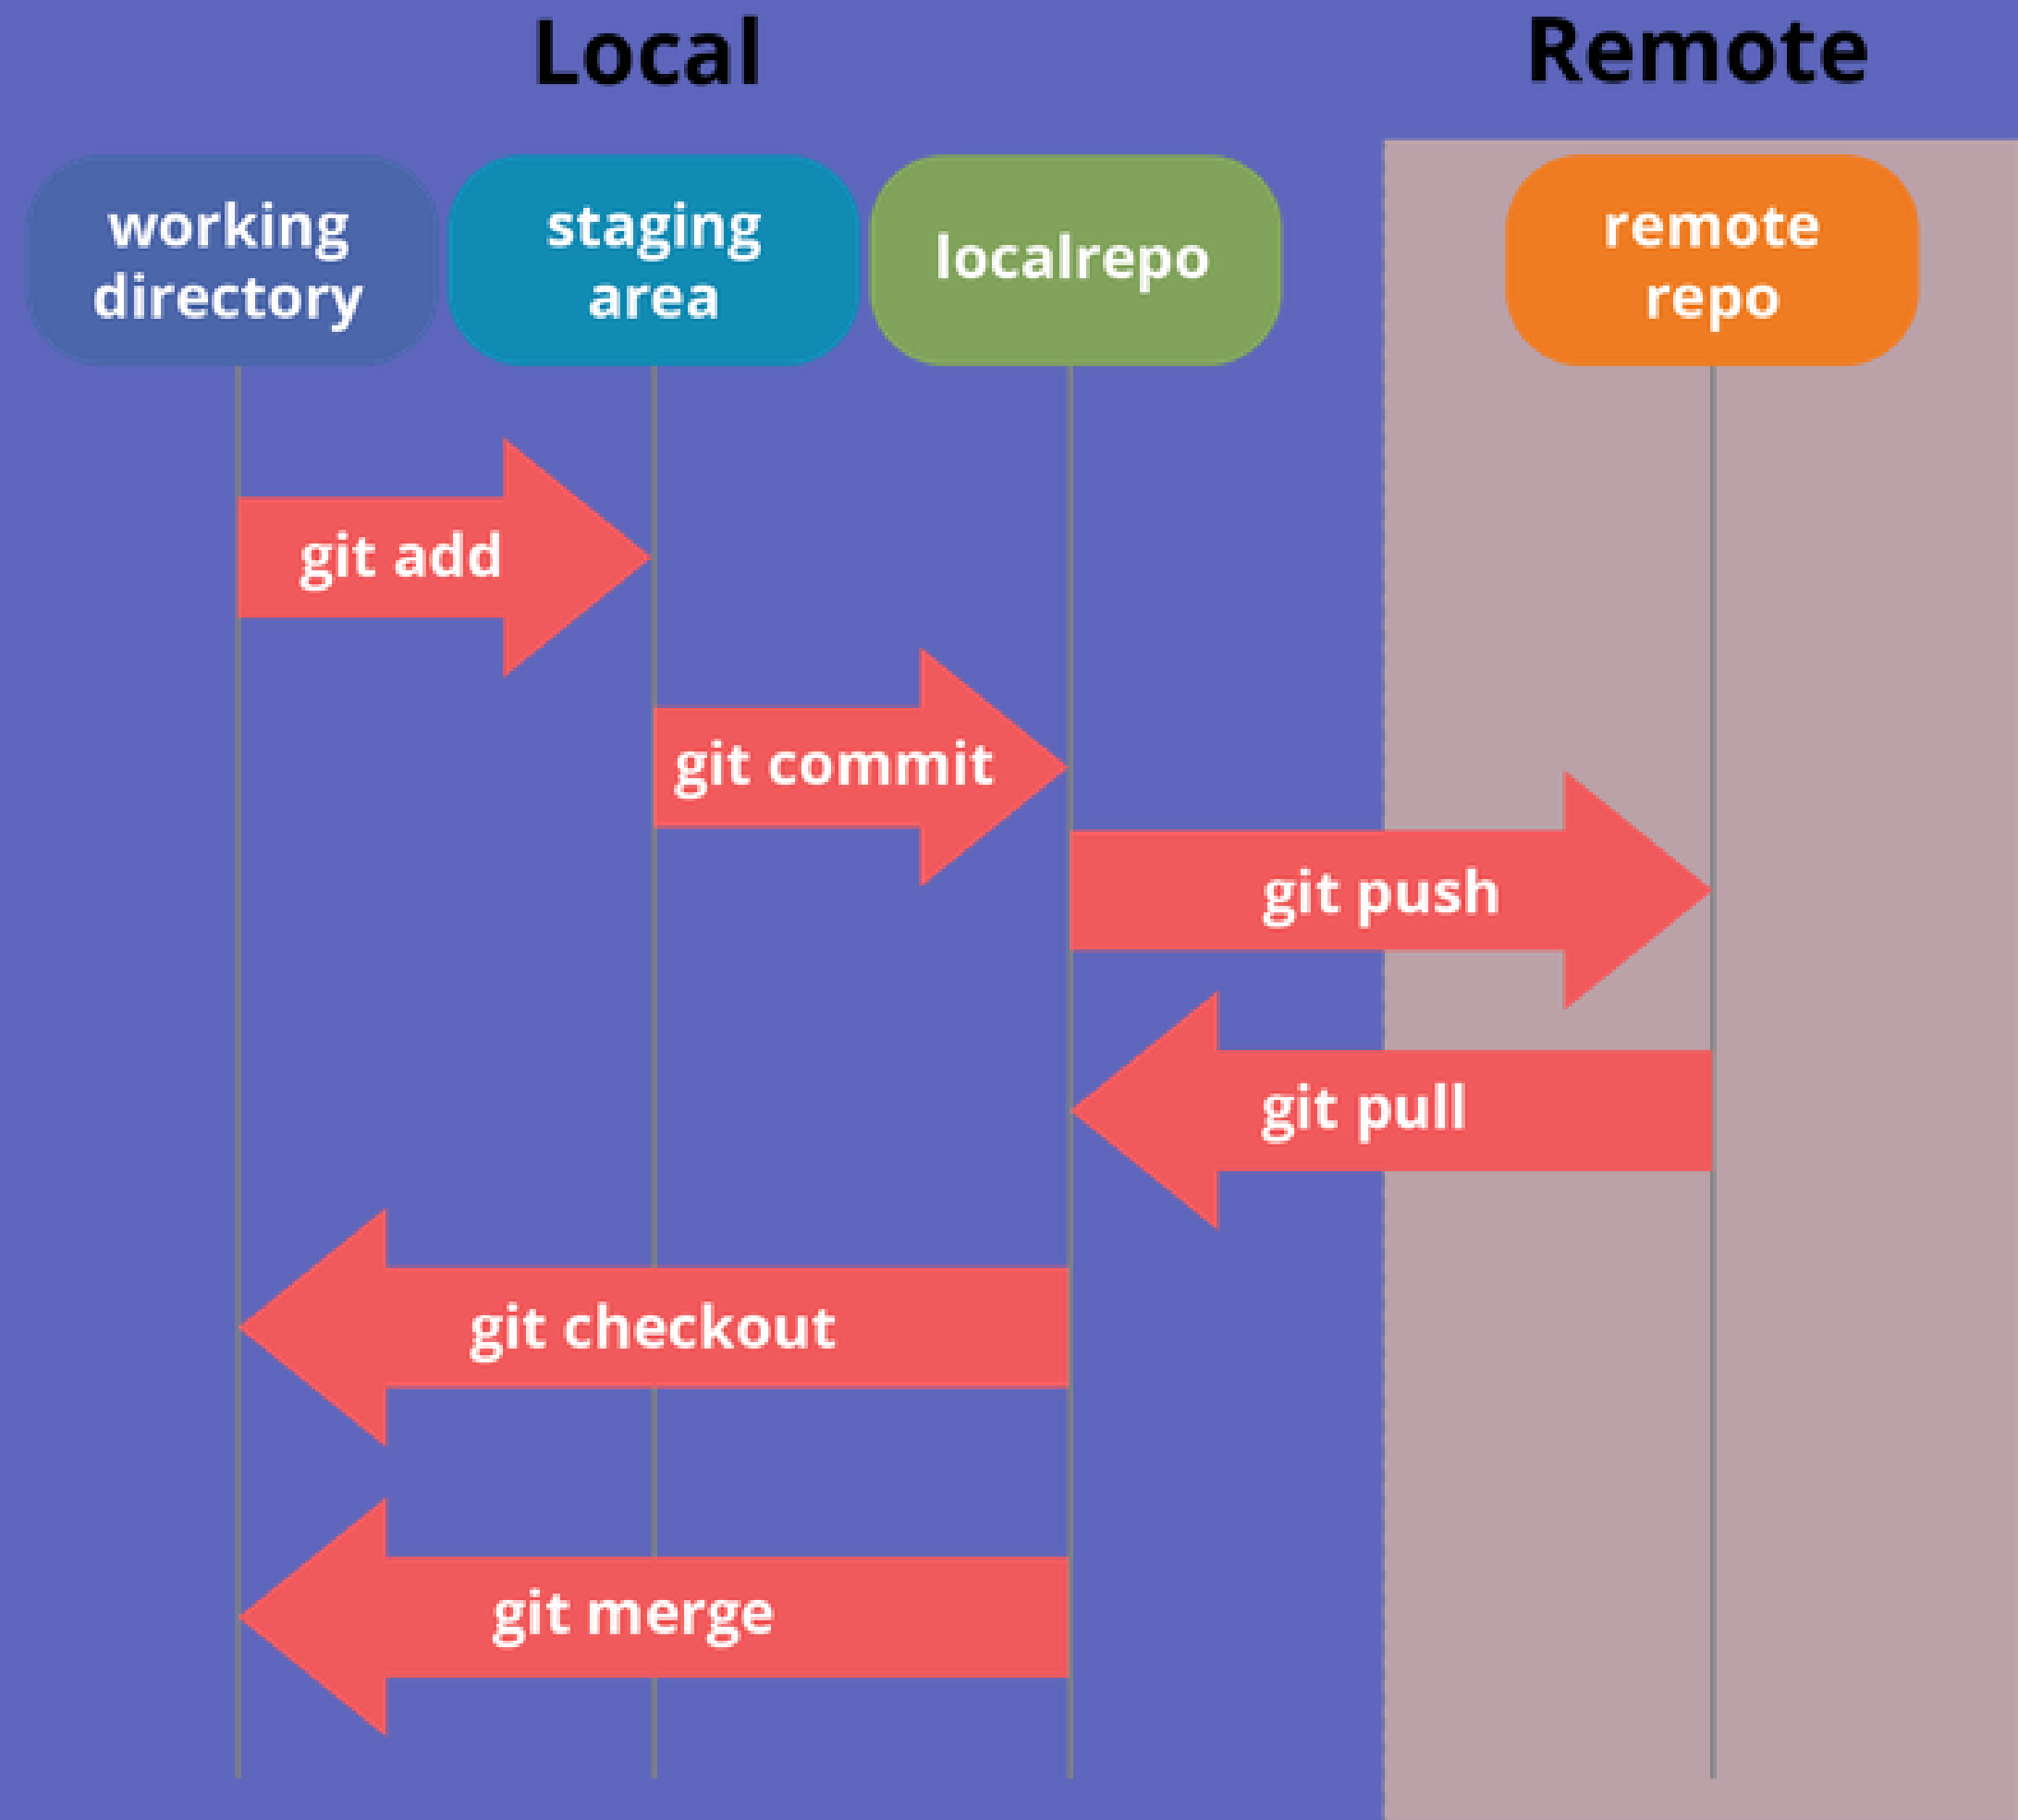 Local
Remote
working
directory
staging
area
localrepo
remote
repo
git add
git commit
git push
git pull
git checkout
git merge